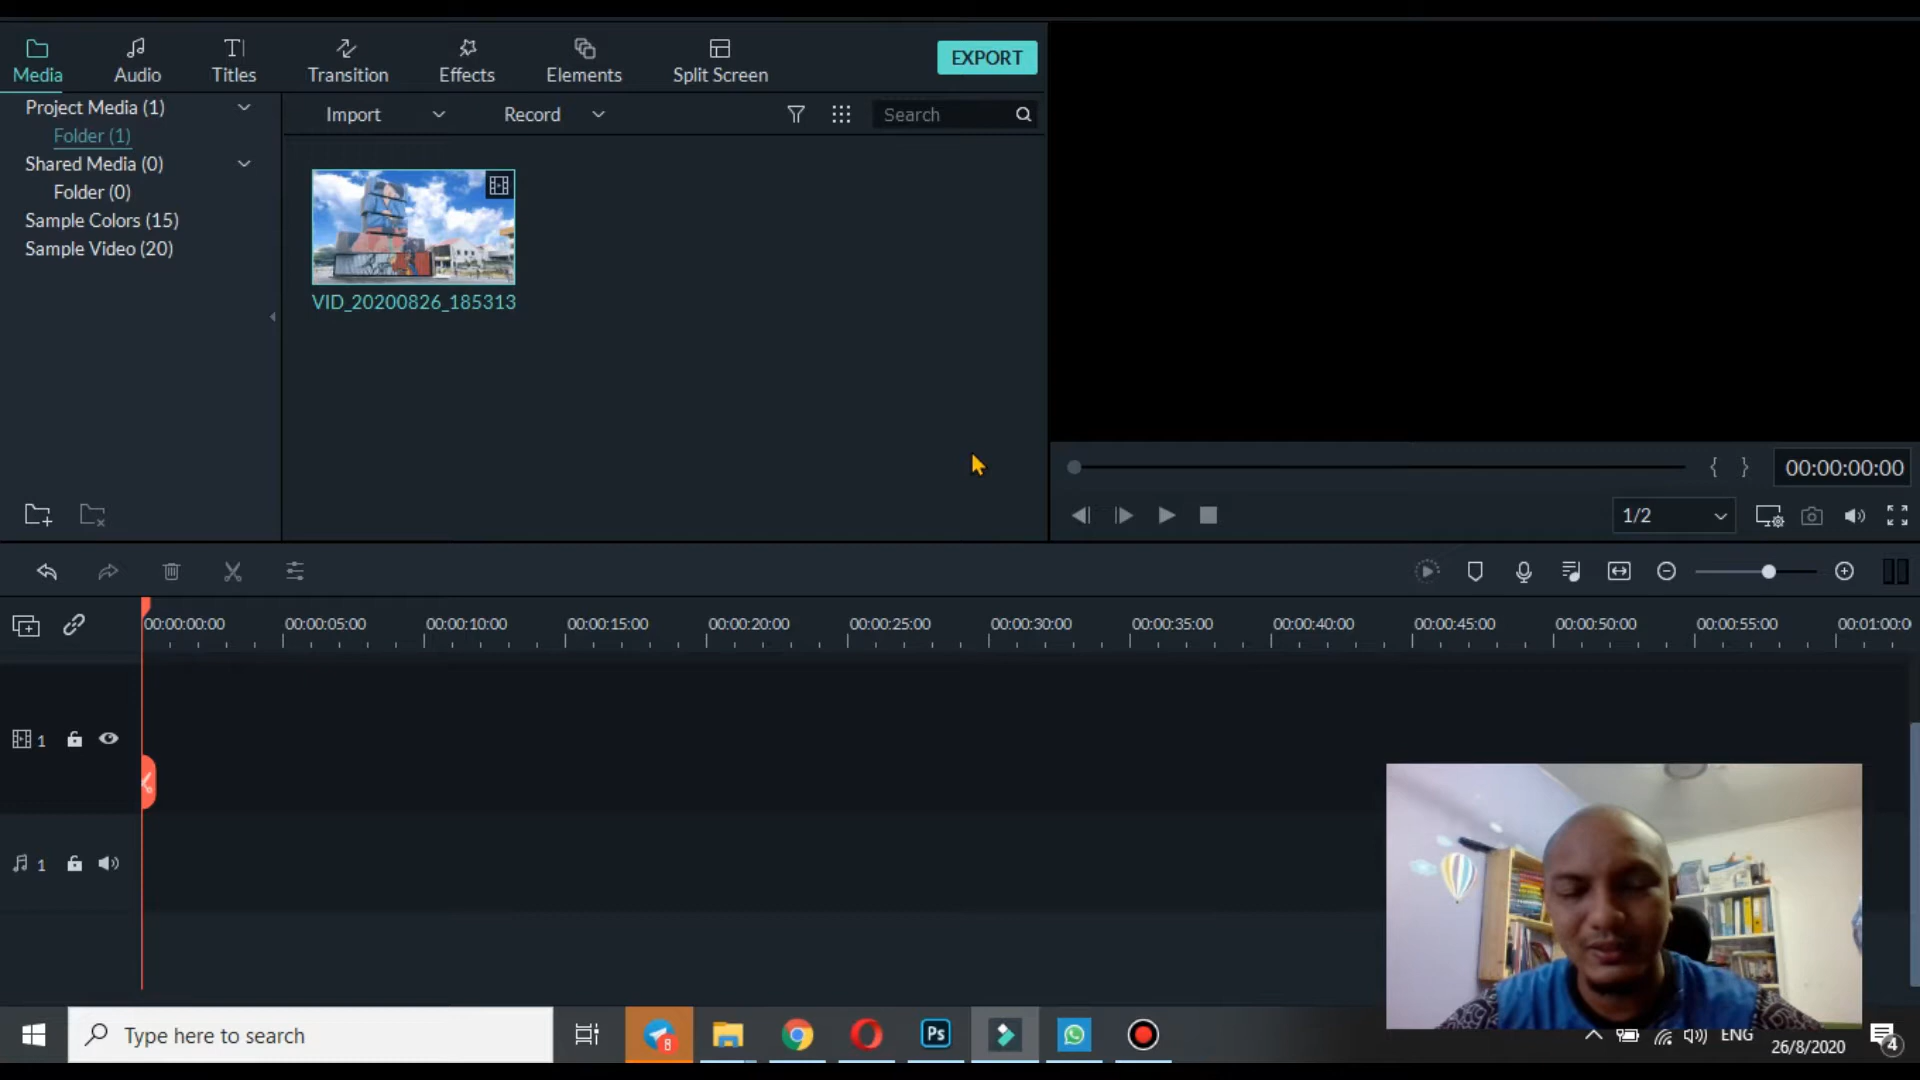 Media
Audio
Titles
Transition
Effects
Elements
Split Screen
EXPORT
Project Media (1)
Folder (1)
Shared Media (0)
Folder (0)
Sample Colors (15)
Sample Video (20)
Import
Record
Search
VID_20200826_185313
00:00:00:00
1/2
00:00:00:00
00:00:05:00
00:00:10:00
00:00:15:00
00:00:20:00
00:00:25:00
00:00:30:00
00:00:35:00
00:00:40:00
00:00:45:00
00:00:50:00
00:00:55:00
00:01:00:0
1
1
Type here to search
8
Ps
ENG
26/8/2020
4